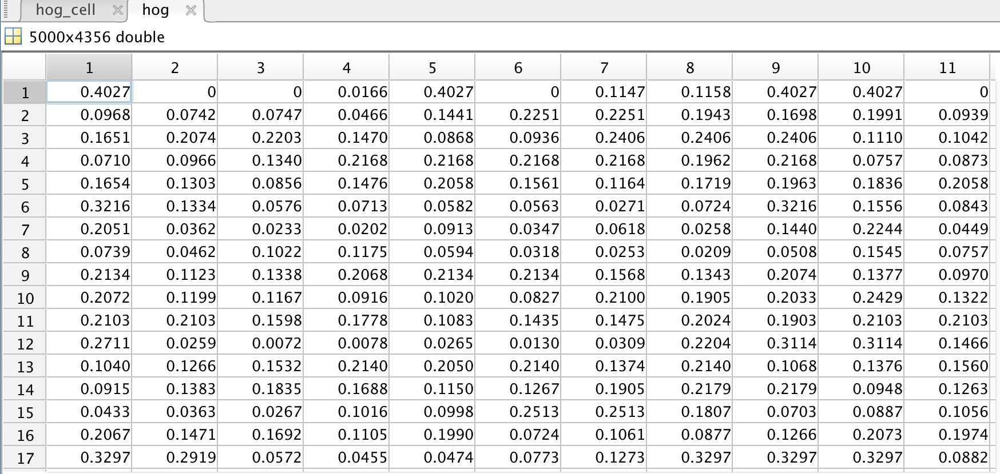 hog_cell hog
5000x4356 double
1 2 3 4 5 6 7 8 9 10 11
1 0.4027 0 0 0.0166 0.4027 0 0.1147 0.1158 0.4027 0.4027 0
2 0.0968 0.0742 0.0747 0.0466 0.1441 0.2251 0.2251 0.1943 0.1698 0.1991 0.0939
3 0.1651 0.2074 0.2203 0.1470 0.0868 0.0936 0.2406 0.2406 0.2406 0.1110 0.1042
4 0.0710 0.0966 0.1340 0.2168 0.2168 0.2168 0.2168 0.1962 0.2168 0.0757 0.0873
5 0.1654 0.1303 0.0856 0.1476 0.2058 0.1561 0.1164 0.1719 0.1963 0.1836 0.2058
6 0.3216 0.1334 0.0576 0.0713 0.0582 0.0563 0.0271 0.0724 0.3216 0.1556 0.0843
7 0.2051 0.0362 0.0233 0.0202 0.0913 0.0347 0.0618 0.0258 0.1440 0.2244 0.0449
8 0.0739 0.0462 0.1022 0.1175 0.0594 0.0318 0.0253 0.0209 0.0508 0.1545 0.0757
9 0.2134 0.1123 0.1338 0.2068 0.2134 0.2134 0.1568 0.1343 0.2074 0.1377 0.0970
10 0.2072 0.1199 0.1167 0.0916 0.1020 0.0827 0.2100 0.1905 0.2033 0.2429 0.1322
11 0.2103 0.2103 0.1598 0.1778 0.1083 0.1435 0.1475 0.2024 0.1903 0.2103 0.2103
12 0.2711 0.0259 0.0072 0.0078 0.0265 0.0130 0.0309 0.2204 0.3114 0.3114 0.1466
13 0.1040 0.1266 0.1532 0.2140 0.2050 0.2140 0.1374 0.2140 0.1068 0.1376 0.1560
14 0.0915 0.1383 0.1835 0.1688 0.1150 0.1267 0.1905 0.2179 0.2179 0.0948 0.1263
15 0.0433 0.0363 0.0267 0.1016 0.0998 0.2513 0.2513 0.1807 0.0703 0.0887 0.1056
16 0.2067 0.1471 0.1692 0.1105 0.1990 0.0724 0.1061 0.0877 0.1266 0.2073 0.1974
17 0.3297 0.2919 0.0572 0.0455 0.0474 0.0773 0.1273 0.3297 0.3297 0.3297 0.0882